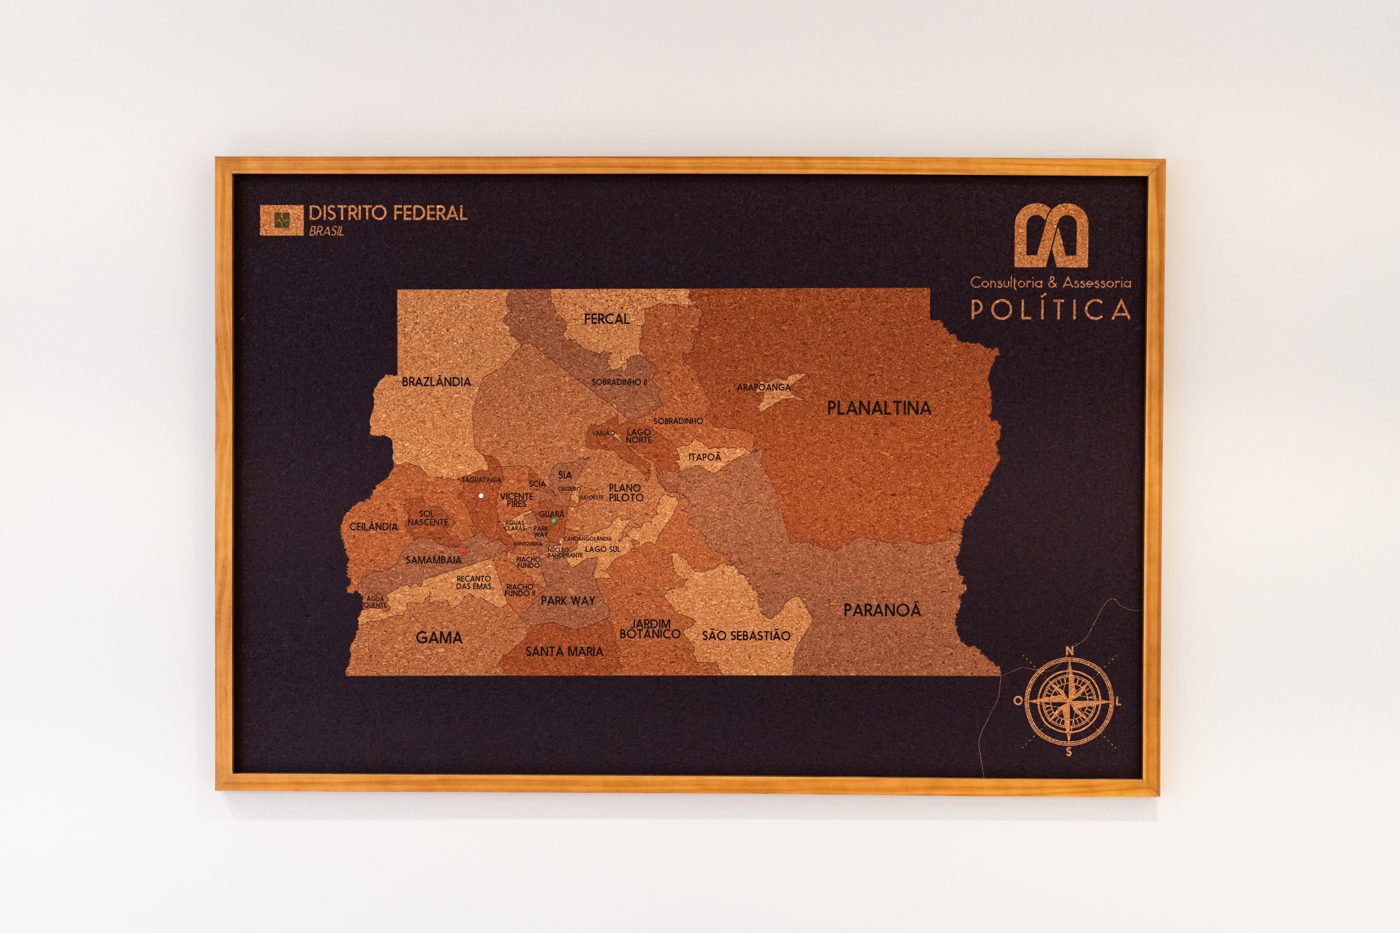 DISTRITO FEDERAL
BRASIL
Consultoria & Assessoria
POLÍTICA
FERCAL
BRAZLÂNDIA
SOBRADINHO II
ARAPOANGA
PLANALTINA
SOBRADINHO
VARJÃO
LAGO
NORTE
ITAPOÃ
TAGUATINGA
SCIA
SIA
CRUZEIRO
SUDOESTE
PLANO
PILOTO
VICENTE
PIRES
SOL
NASCENTE
CEILÂNDIA
GUARÁ
ÁGUAS
CLARAS
PARK
WAY
CANDANGOLÂNDIA
NÚCLEO
BANDEIRANTE
LAGO SUL
SAMAMBAIA
RIACHO
FUNDO
RECANTO
DAS EMAS
RIACHO
FUNDO II
ÁGUA
QUENTE
PARK WAY
GAMA
SANTA MARIA
JARDIM
BOTÂNICO
SÃO SEBASTIÃO
PARANOÁ
N
O
L
S